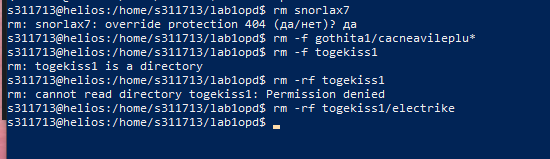 s311713@helios:/home/s311713/lab1opd$ rm snorlax7
rm: snorlax7: override protection 404 (да/нет)? да
s311713@helios:/home/s311713/lab1opd$ rm -f gothita1/cacneavileplu*
s311713@helios:/home/s311713/lab1opd$ rm -f togekiss1
rm: togekiss1 is a directory
s311713@helios:/home/s311713/lab1opd$ rm -rf togekiss1
rm: cannot read directory togekiss1: Permission denied
s311713@helios:/home/s311713/lab1opd$ rm -rf togekiss1/electrike
s311713@helios:/home/s311713/lab1opd$